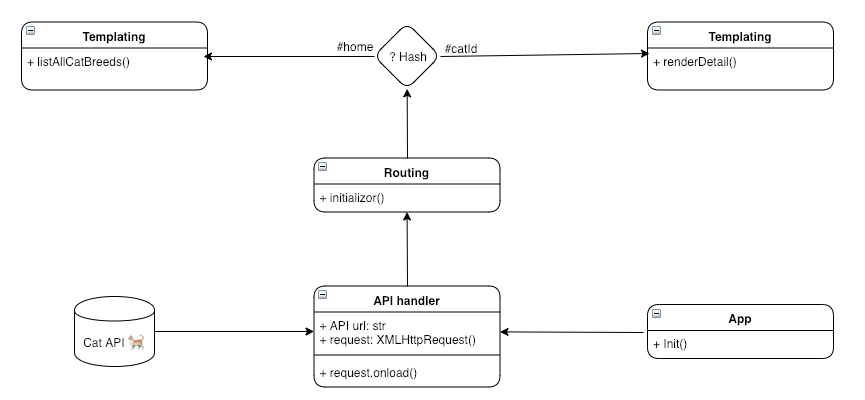 Templating
+ listAllCatBreeds()
#home
? Hash
#catId
Templating
+ renderDetail()
Routing
+ initializor()
Cat API 🐈
API handler
+ API url: str
+ request: XMLHttpRequest()
+ request.onload()
App
+ Init()